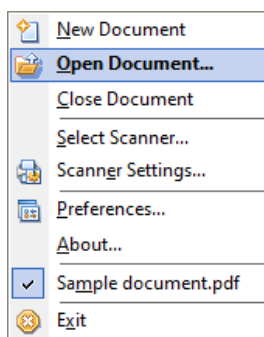 New Document
Open Document...
Close Document
Select Scanner...
Scanner Settings...
Preferences...
About...
Sample document.pdf
Exit